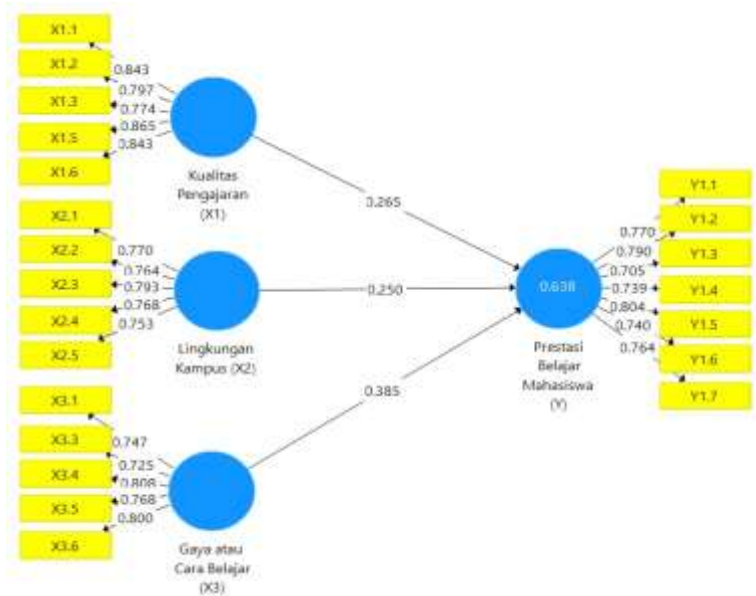 X1.1
X1.2
X1.3
X1.5
X1.6
0.843
0.797
0.774
0.865
0.843
Kualitas
Pengajaran
(X1)
0.265
X2.1
X2.2
X2.3
X2.4
X2.5
0.770
0.764
0.793
0.768
0.753
Lingkungan
Kampus (X2)
0.250
X3.1
X3.3
X3.4
X3.5
X3.6
0.747
0.725
0.808
0.768
0.800
Gaya atau
Cara Belajar
(X3)
0.385
0.638
Prestasi
Belajar
Mahasiswa
(Y)
0.770
0.790
0.705
0.739
0.804
0.740
0.764
Y1.1
Y1.2
Y1.3
Y1.4
Y1.5
Y1.6
Y1.7